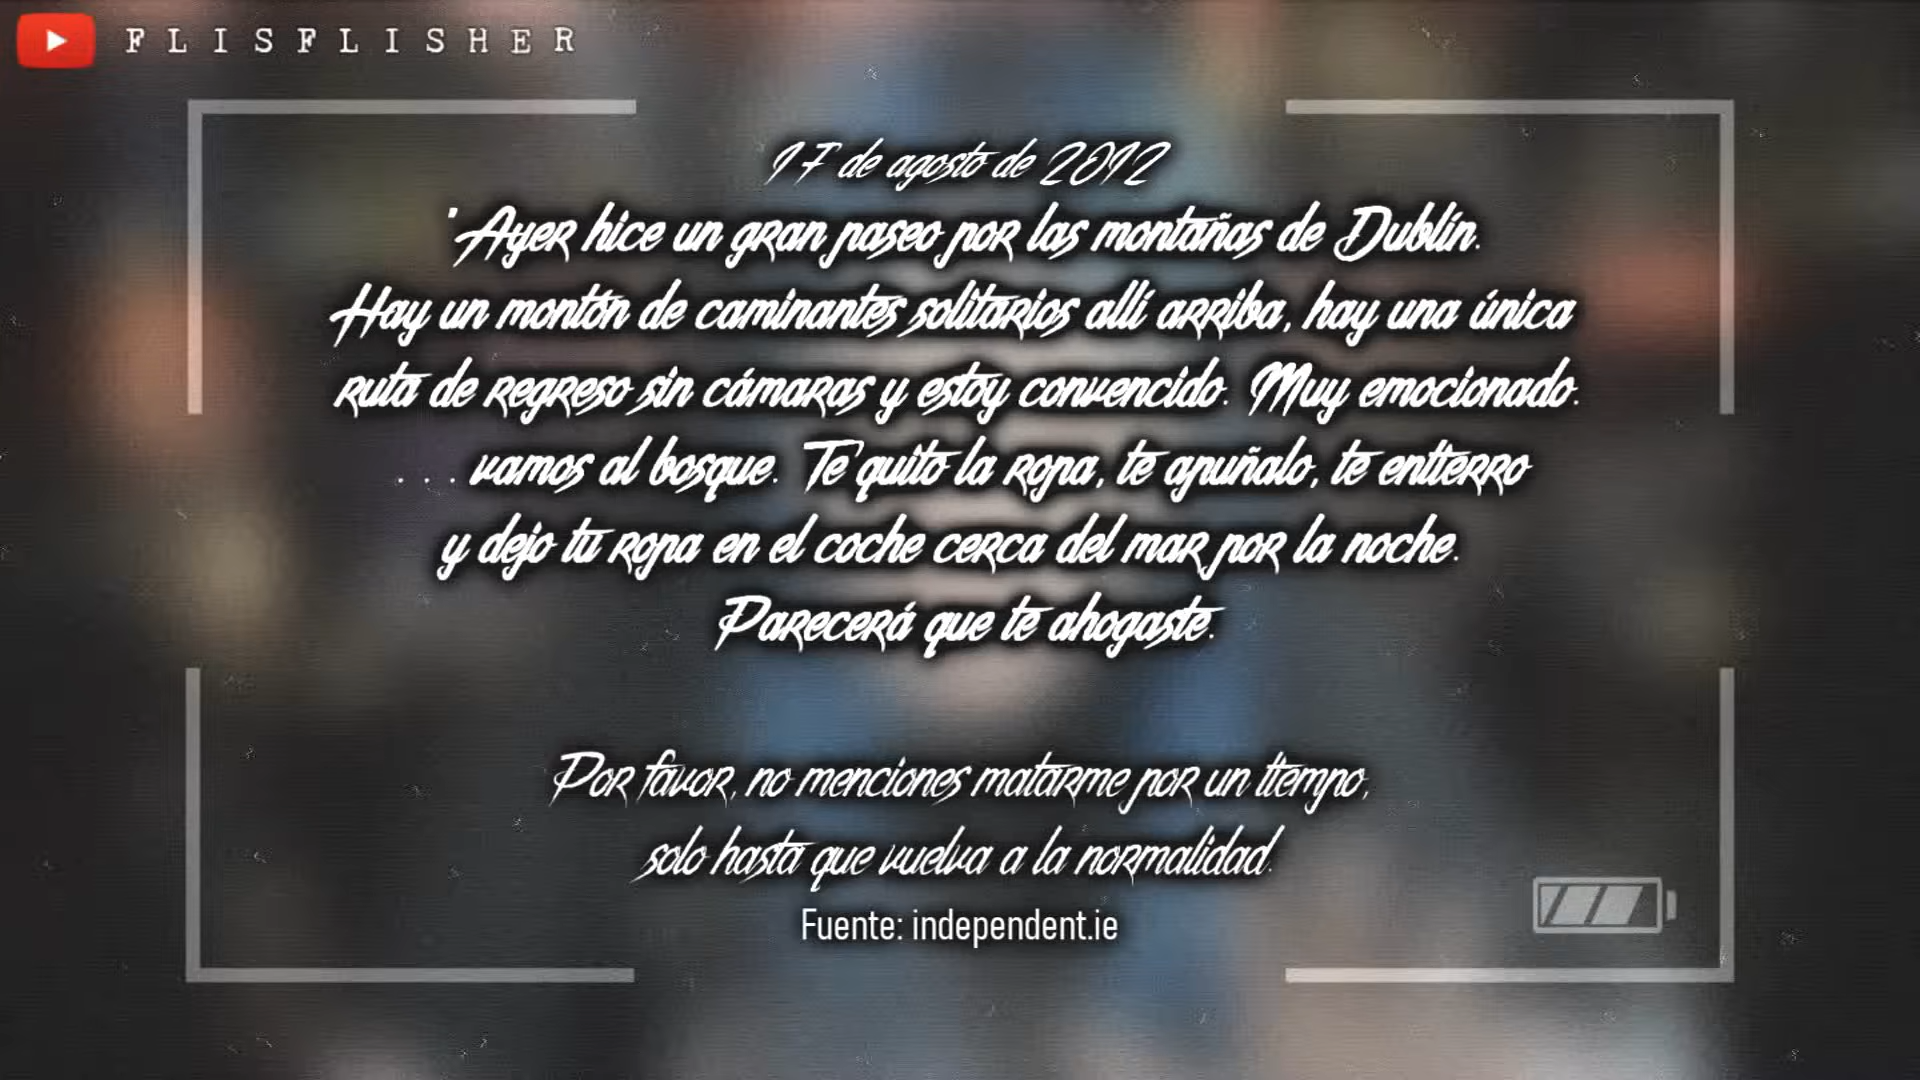 FLISFLISHER
17 de agosto de 2012
"Ayer hice un gran paseo por las montañas de Dublín.
Hay un montón de caminantes solitarios allí arriba, hay una única
ruta de regreso sin cámaras y estoy convencido. Muy emocionado.
... vamos al bosque. Te quito la ropa, te apuñalo, te entierro
y dejo tu ropa en el coche cerca del mar por la noche.
Parecerá que te ahogaste.
Por favor, no menciones matarme por un tiempo,
solo hasta que vuelva a la normalidad.
Fuente: independent.ie